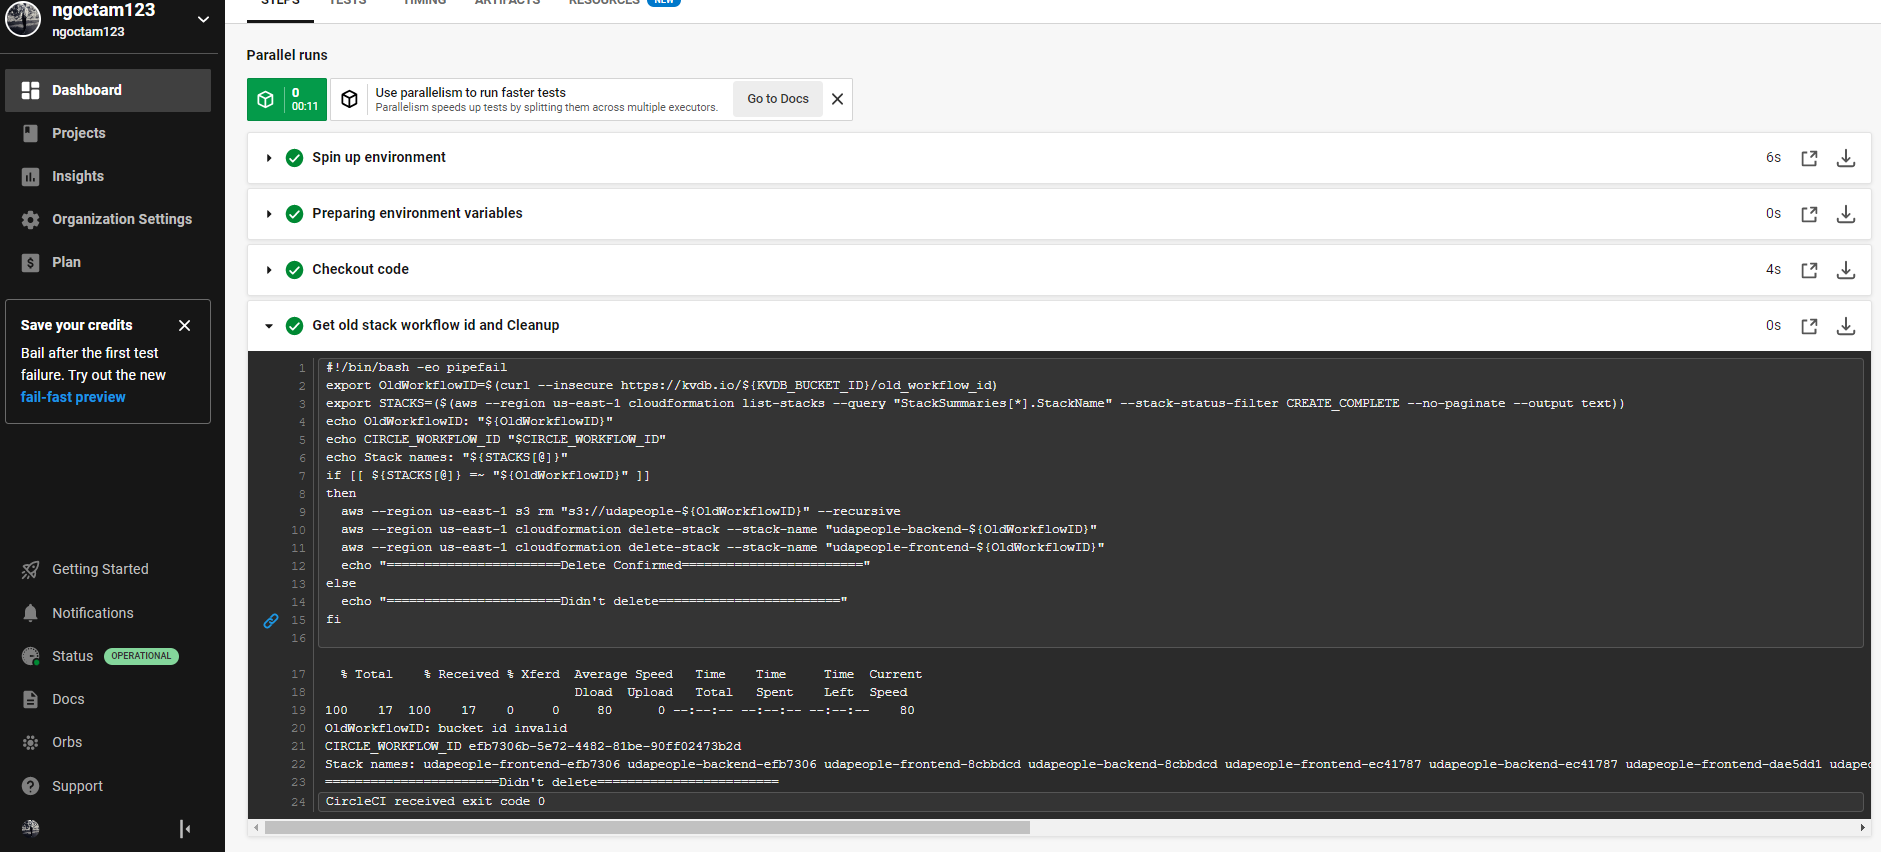 ngoctam123
ngoctam123
Dashboard
Projects
Insights
Organization Settings
Plan
Save your credits
Bail after the first test
failure. Try out the new
fail-fast preview
Getting Started
Notifications
Status OPERATIONAL
Docs
Orbs
Support
STEPS TESTS TIMING ARTIFACTS RESOURCES NEW
Parallel runs
0
00:11
Use parallelism to run faster tests
Parallelism speeds up tests by splitting them across multiple executors.
Go to Docs
Spin up environment 6s
Preparing environment variables 0s
Checkout code 4s
Get old stack workflow id and Cleanup 0s
1 #!/bin/bash -eo pipefail
2 export OldWorkflowID=$(curl --insecure https://kvdb.io/${KVDB_BUCKET_ID}/old_workflow_id)
3 export STACKS=($(aws --region us-east-1 cloudformation list-stacks --query "StackSummaries[*].StackName" --stack-status-filter CREATE_COMPLETE --no-paginate --output text))
4 echo OldWorkflowID: "${OldWorkflowID}"
5 echo CIRCLE_WORKFLOW_ID "$CIRCLE_WORKFLOW_ID"
6 echo Stack names: "${STACKS[@]}"
7 if [[ ${STACKS[@]} =~ "${OldWorkflowID}" ]]
8 then
9 aws --region us-east-1 s3 rm "s3://udapeople-${OldWorkflowID}" --recursive
10 aws --region us-east-1 cloudformation delete-stack --stack-name "udapeople-backend-${OldWorkflowID}"
11 aws --region us-east-1 cloudformation delete-stack --stack-name "udapeople-frontend-${OldWorkflowID}"
12 echo "=======================Delete Confirmed========================"
13 else
14 echo "=======================Didn't delete========================"
15 fi
16
17 % Total % Received % Xferd Average Speed Time Time Time Current
18 Dload Upload Total Spent Left Speed
19 100 17 100 17 0 0 80 0 --:--:-- --:--:-- --:--:-- 80
20 OldWorkflowID: bucket id invalid
21 CIRCLE_WORKFLOW_ID efb7306b-5e72-4482-81be-90ff02473b2d
22 Stack names: udapeople-frontend-efb7306 udapeople-backend-efb7306 udapeople-frontend-8cbbdcd udapeople-backend-8cbbdcd udapeople-frontend-ec41787 udapeople-backend-ec41787 udapeople-frontend-dae5dd1 udapeo
23 =======================Didn't delete========================
24 CircleCI received exit code 0